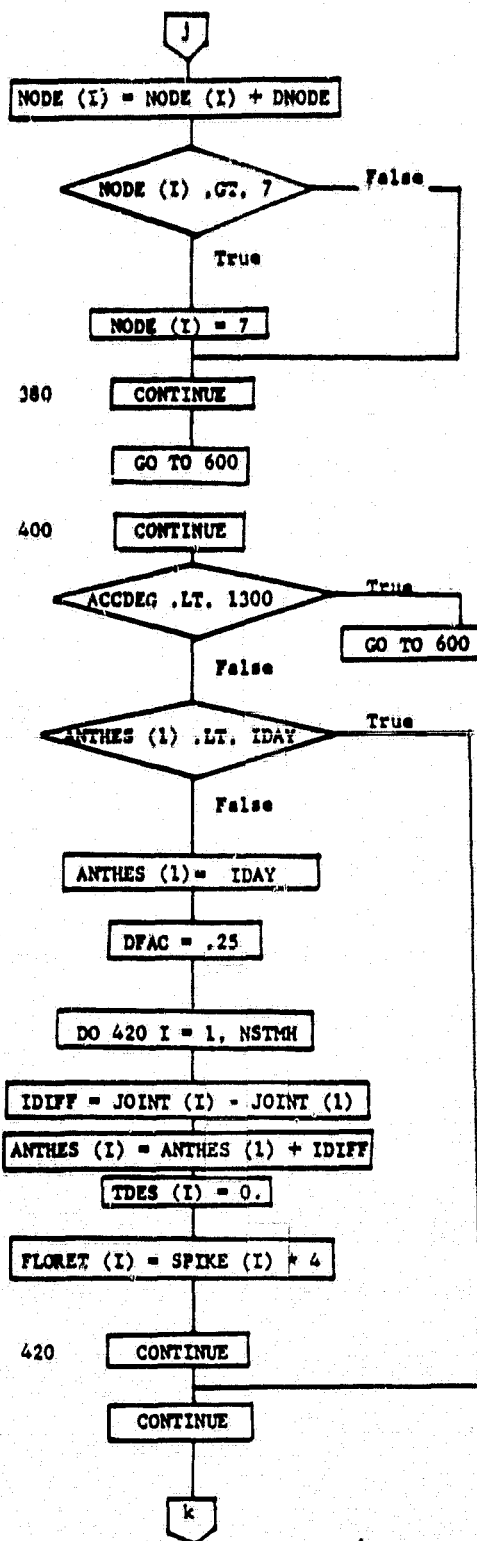 j
NODE (I) = NODE (I) + DNODE
NODE (I) .GT. 7
False
True
NODE (I) = 7
380 CONTINUE
GO TO 600
400 CONTINUE
ACCDEG .LT. 1300
True
GO TO 600
False
ANTHES (1) .LT. IDAY
True
False
ANTHES (1)= IDAY
DFAC = .25
DO 420 I = 1, NSTMH
IDIFF = JOINT (I) - JOINT (1)
ANTHES (I) = ANTHES (1) + IDIFF
TDES (I) = 0.
FLORET (I) = SPIKE (I) * 4
420 CONTINUE
CONTINUE
k